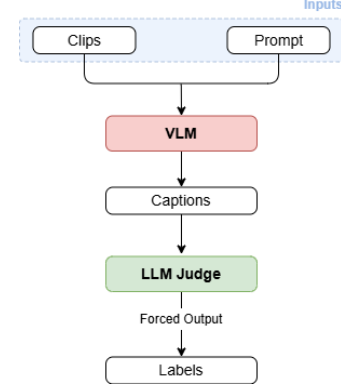 Inputs
Clips
Prompt
VLM
Captions
LLM Judge
Forced Output
Labels